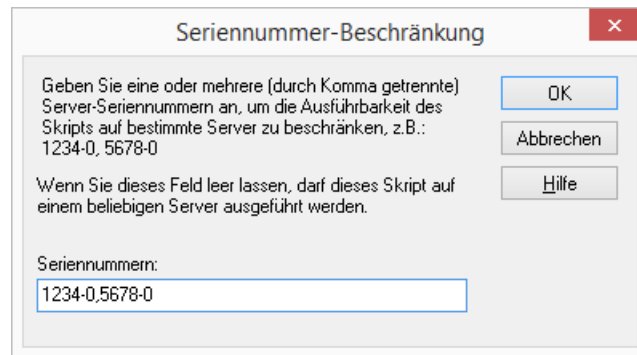 Seriennummer-Beschränkung
Geben Sie eine oder mehrere (durch Komma getrennte)
Server-Seriennummern an, um die Ausführbarkeit des
Skripts auf bestimmte Server zu beschränken, z.B.:
1234-0, 5678-0
Wenn Sie dieses Feld leer lassen, darf dieses Skript auf
einem beliebigen Server ausgeführt werden.
Seriennummern:
1234-0,5678-0
OK
Abbrechen
Hilfe